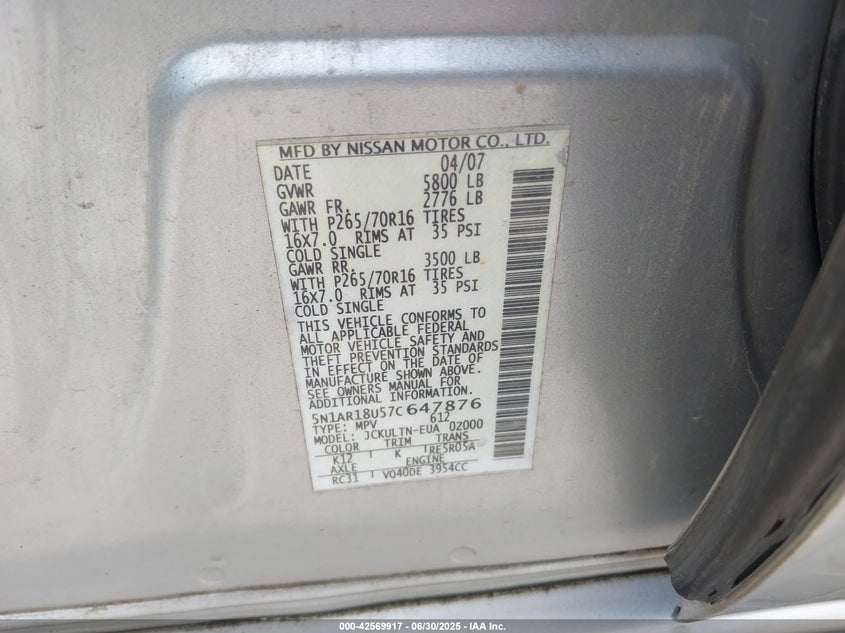 MFD BY NISSAN MOTOR CO., LTD.
DATE 04/07
GVWR 5800 LB
GAWR FR. 2776 LB
WITH P265/70R16 TIRES
16X7.0 RIMS AT 35 PSI
COLD SINGLE
GAWR RR. 3500 LB
WITH P265/70R16 TIRES
16X7.0 RIMS AT 35 PSI
COLD SINGLE
THIS VEHICLE CONFORMS TO
ALL APPLICABLE FEDERAL
MOTOR VEHICLE SAFETY AND
THEFT PREVENTION STANDARDS
IN EFFECT ON THE DATE OF
MANUFACTURE SHOWN ABOVE.
SEE OWNERS MANUAL FOR
ADDITIONAL INFORMATION
5N1AR18U57C647876
TYPE: MPV 612
MODEL: JCKULTN-EUA 0Z000
COLOR TRIM TRANS
K12 K RE5R05A
AXLE ENGINE
RC31 VQ40DE 3954CC
000-42569917 - 06/30/2025 - IAA Inc.